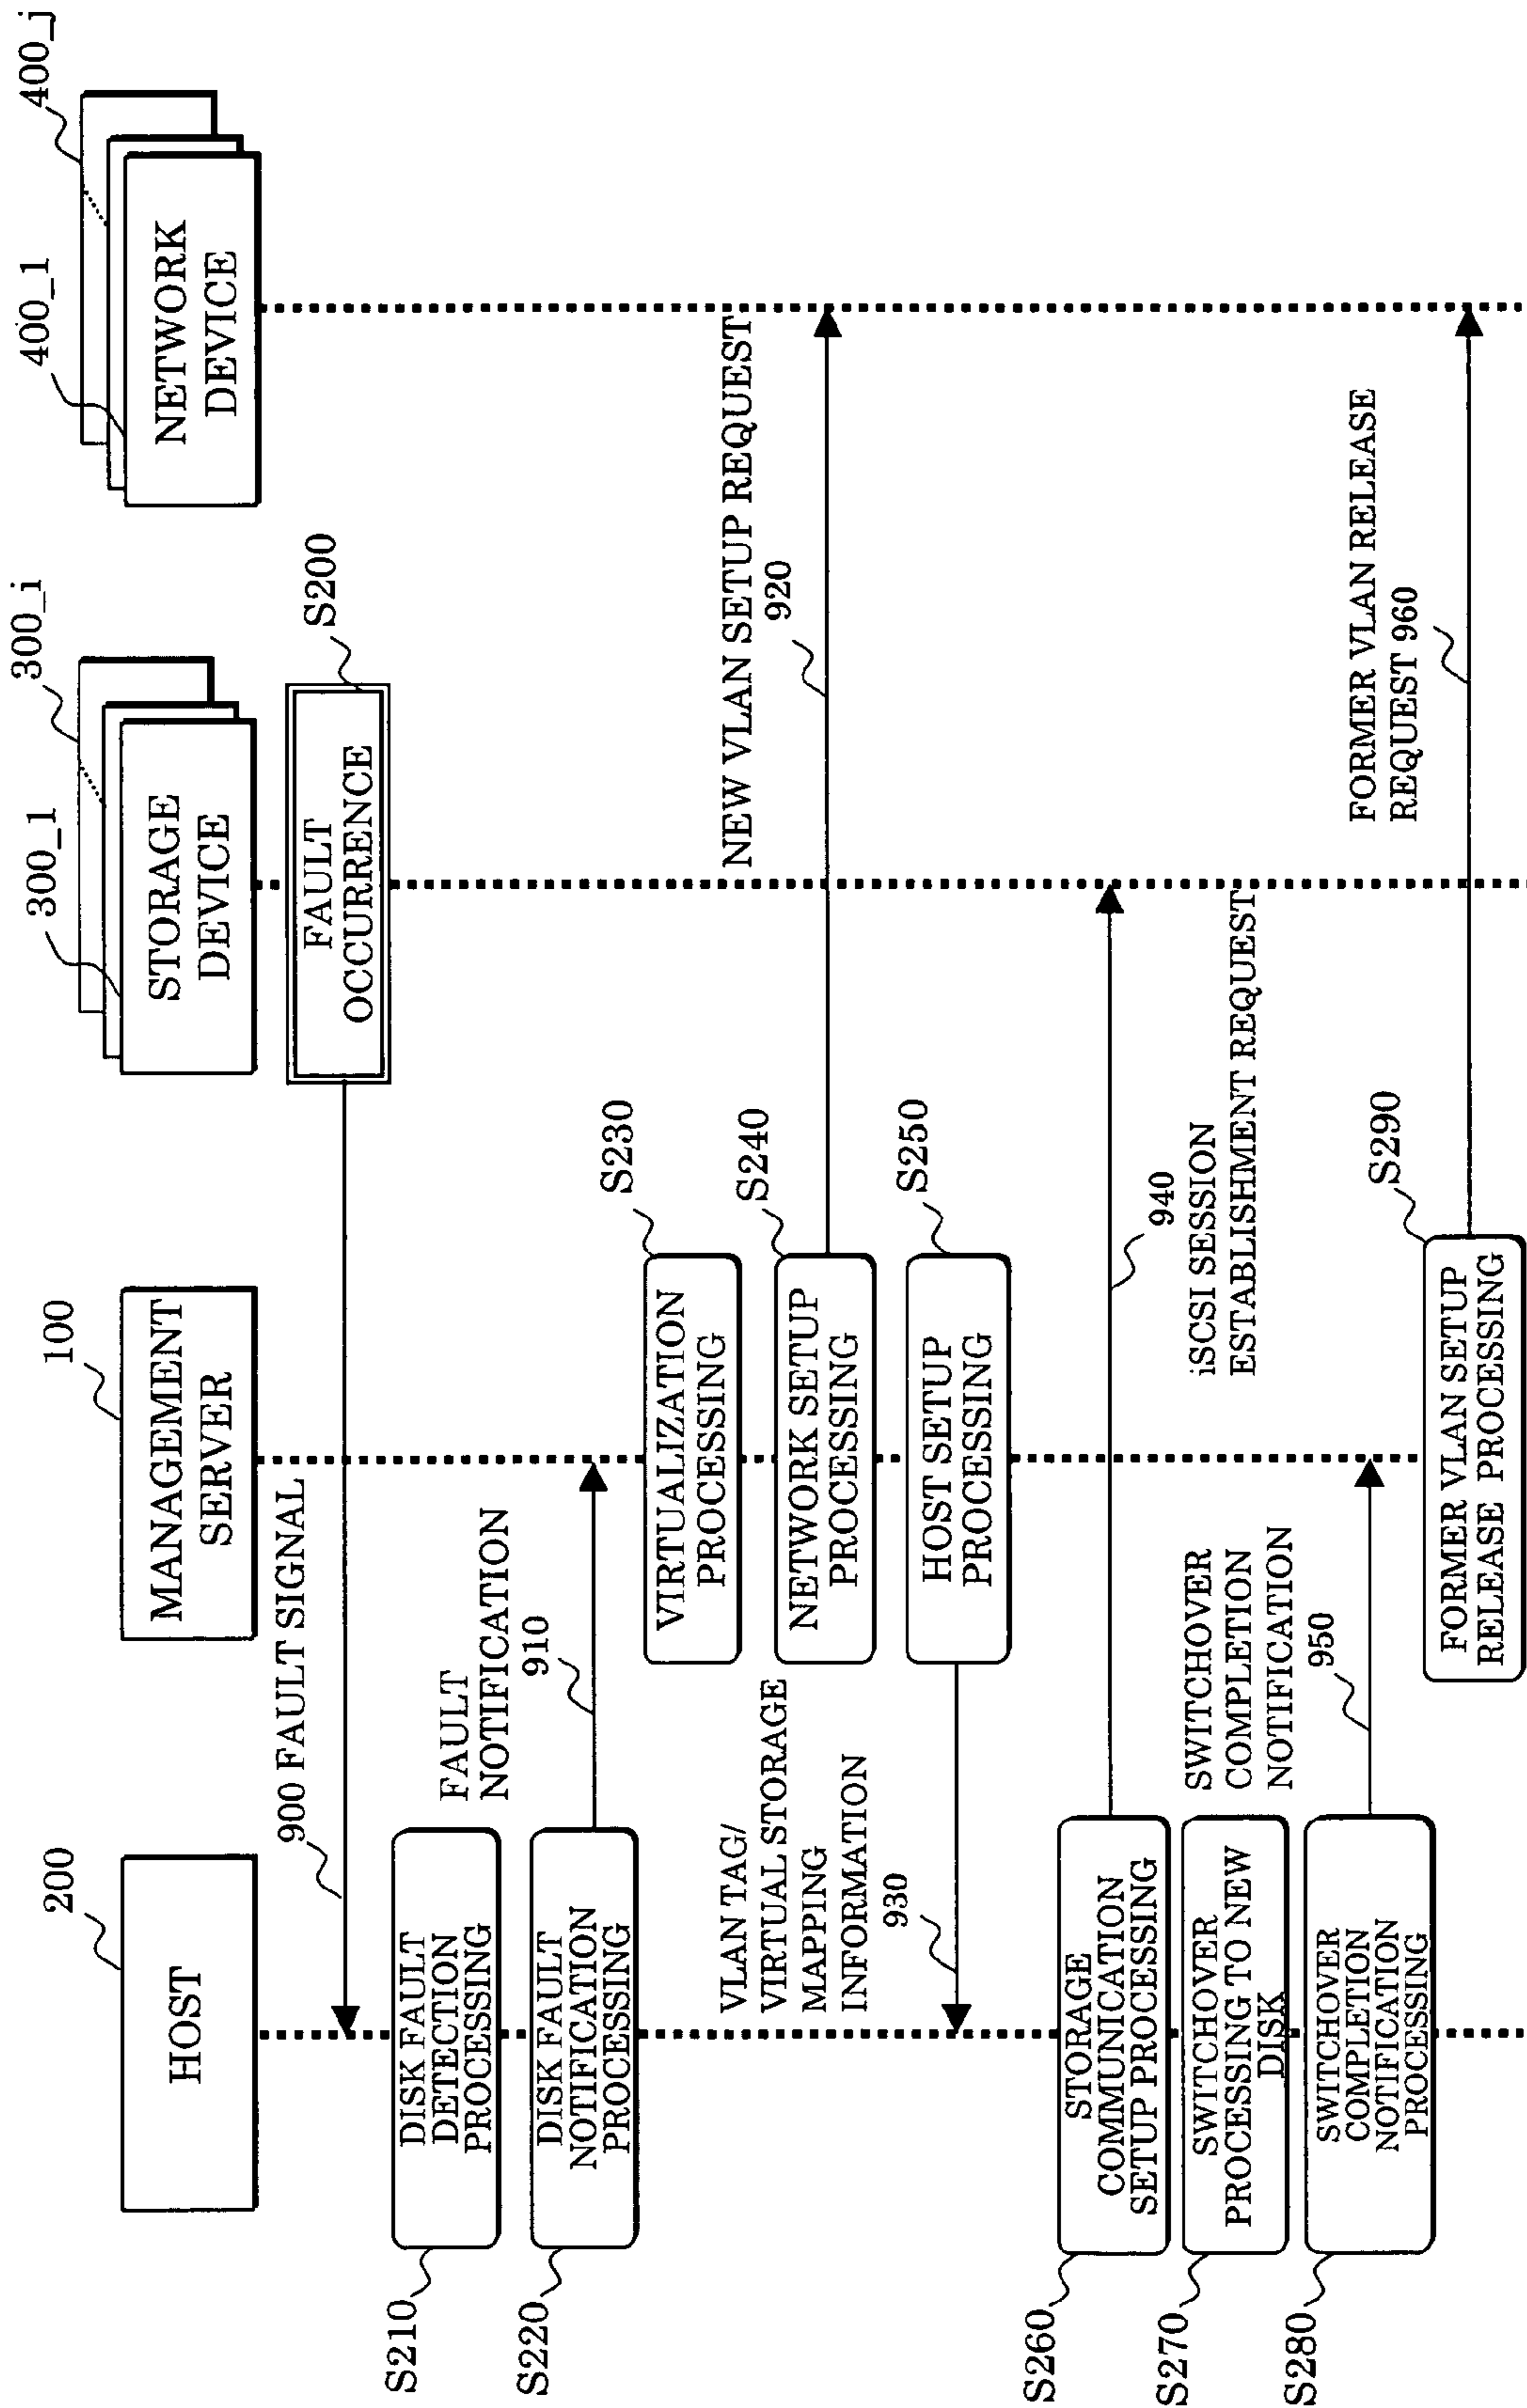 200
HOST
100
MANAGEMENT
SERVER
300_1
300_i
STORAGE
DEVICE
400_1
400_j
NETWORK
DEVICE
900 FAULT SIGNAL
FAULT
OCCURRENCE
S200
S210
DISK FAULT
DETECTION
PROCESSING
FAULT
NOTIFICATION
910
S220
DISK FAULT
NOTIFICATION
PROCESSING
VIRTUALIZATION
PROCESSING
S230
NETWORK SETUP
PROCESSING
S240
NEW VLAN SETUP REQUEST
920
VLAN TAG/
VIRTUAL STORAGE
MAPPING
INFORMATION
930
HOST SETUP
PROCESSING
S250
S260
STORAGE
COMMUNICATION
SETUP PROCESSING
940
iSCSI SESSION
ESTABLISHMENT REQUEST
S270
SWITCHOVER
PROCESSING TO NEW
DISK
SWITCHOVER
COMPLETION
NOTIFICATION
950
S280
SWITCHOVER
COMPLETION
NOTIFICATION
PROCESSING
FORMER VLAN SETUP
RELEASE PROCESSING
S290
FORMER VLAN RELEASE
REQUEST 960